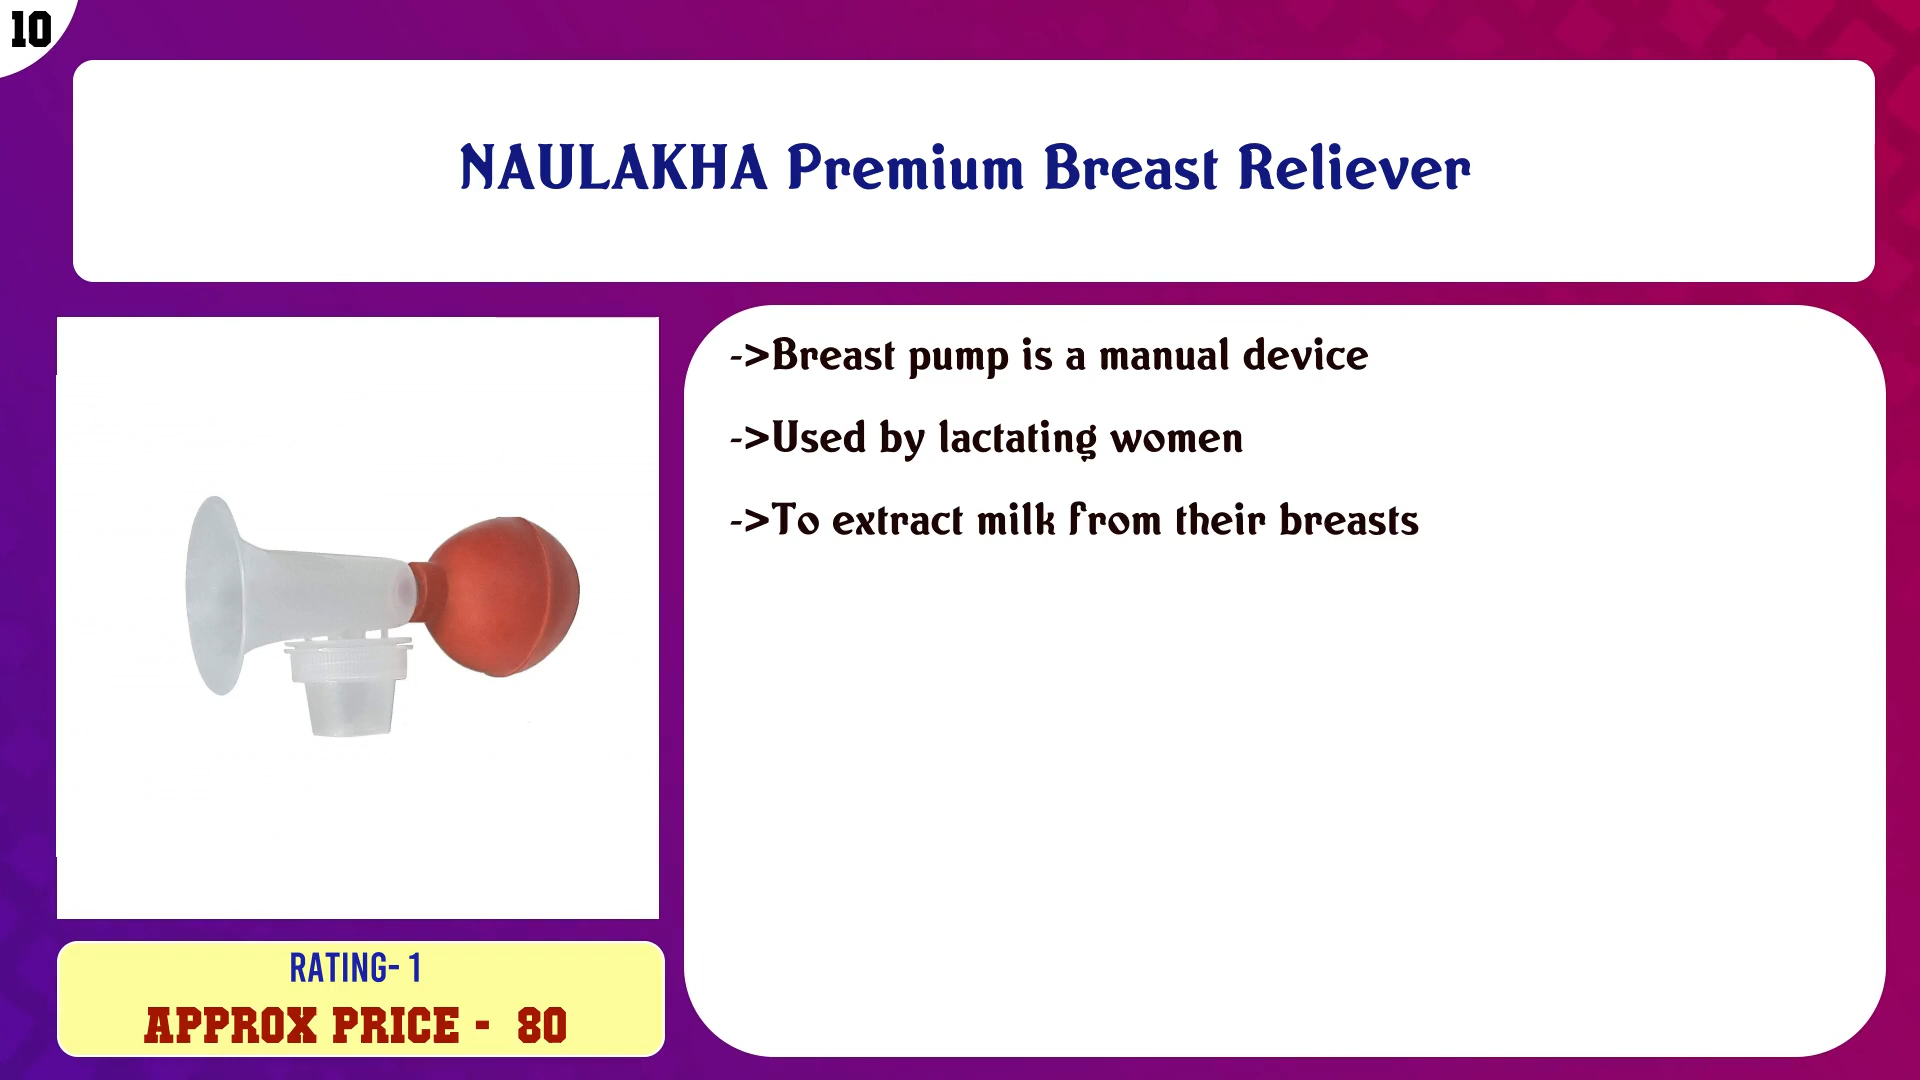 10
NAULAKHA Premium Breast Reliever
->Breast pump is a manual device
->Used by lactating women
->To extract milk from their breasts
RATING- 1
APPROX PRICE - 80